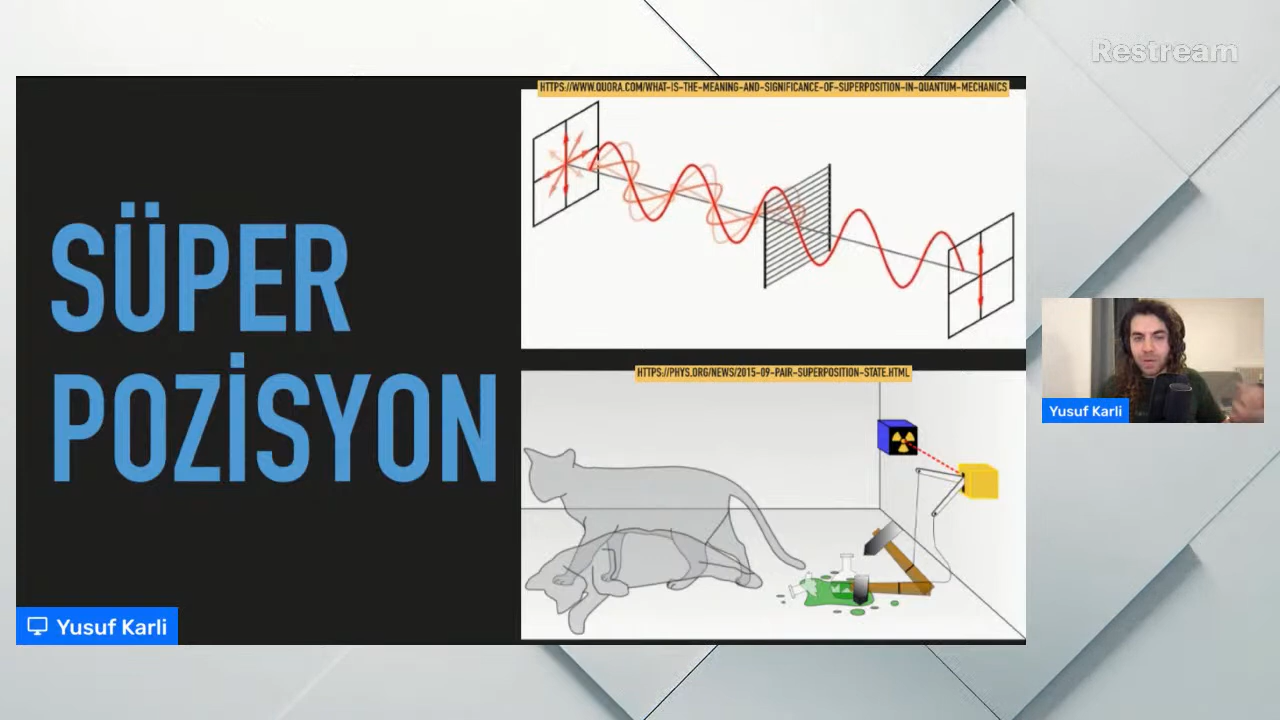 Restream
HTTPS://WWW.QUORA.COM/WHAT-IS-THE-MEANING-AND-SIGNIFICANCE-OF-SUPERPOSITION-IN-QUANTUM-MECHANICS
SÜPER
POZİSYON
HTTPS://PHYS.ORG/NEWS/2015-09-PAIR-SUPERPOSITION-STATE.HTML
Yusuf Karli
Yusuf Karli